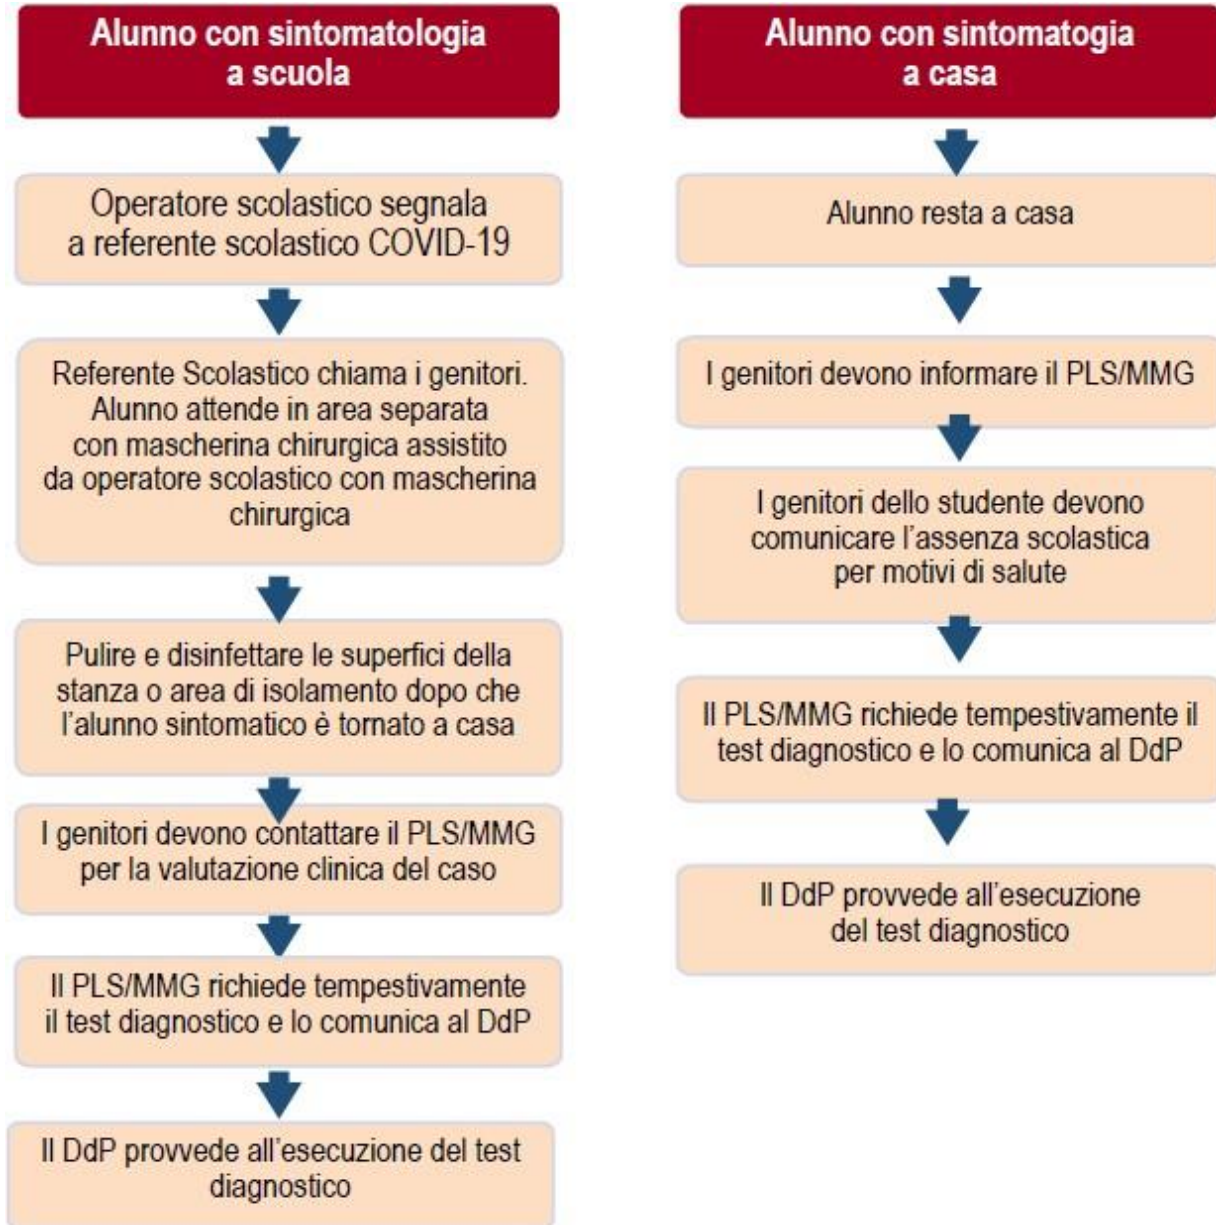 Alunno con sintomatologia
a scuola
Operatore scolastico segnala
a referente scolastico COVID-19
Referente Scolastico chiama i genitori.
Alunno attende in area separata
con mascherina chirurgica assistito
da operatore scolastico con mascherina
chirurgica
Pulire e disinfettare le superfici della
stanza o area di isolamento dopo che
l'alunno sintomatico è tornato a casa
I genitori devono contattare il PLS/MMG
per la valutazione clinica del caso
Il PLS/MMG richiede tempestivamente
il test diagnostico e lo comunica al DdP
Il DdP provvede all'esecuzione del test
diagnostico
Alunno con sintomatogia
a casa
Alunno resta a casa
I genitori devono informare il PLS/MMG
I genitori dello studente devono
comunicare l'assenza scolastica
per motivi di salute
Il PLS/MMG richiede tempestivamente il
test diagnostico e lo comunica al DdP
Il DdP provvede all'esecuzione
del test diagnostico